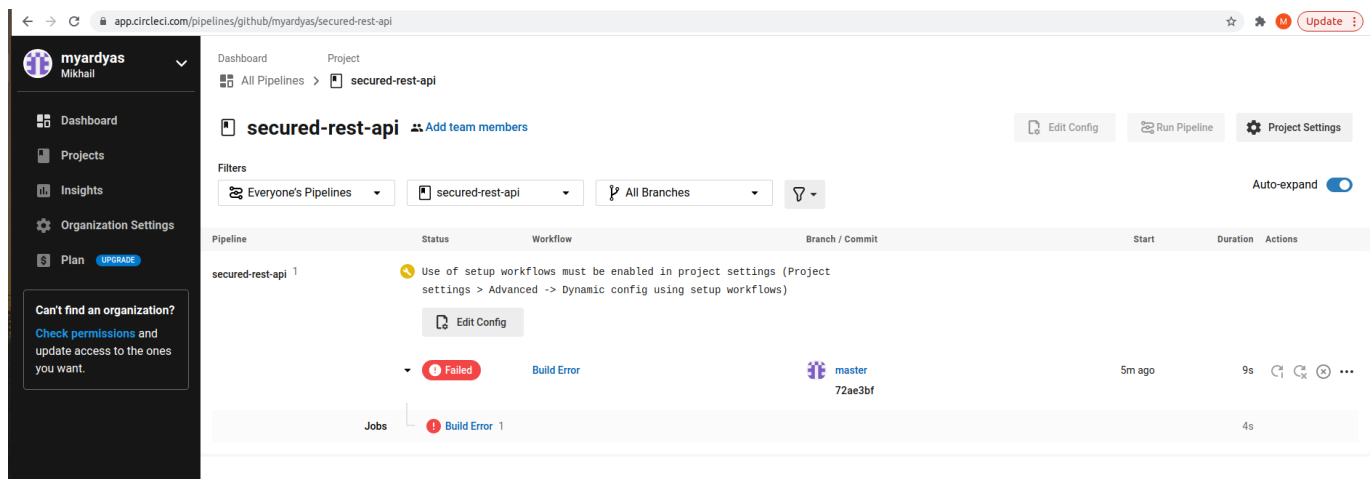 app.circleci.com/pipelines/github/myardyas/secured-rest-api
M
Update
myardyas
Mikhail
Dashboard
Projects
Insights
Organization Settings
Plan UPGRADE
Can't find an organization?
Check permissions and
update access to the ones
you want.
Dashboard Project
All Pipelines > secured-rest-api
secured-rest-api Add team members
Edit Config Run Pipeline Project Settings
Filters
Everyone's Pipelines secured-rest-api All Branches
Auto-expand
Pipeline Status Workflow Branch / Commit Start Duration Actions
secured-rest-api 1
Use of setup workflows must be enabled in project settings (Project
settings > Advanced -> Dynamic config using setup workflows)
Edit Config
Failed Build Error master 5m ago 9s
72ae3bf
Jobs Build Error 1 4s